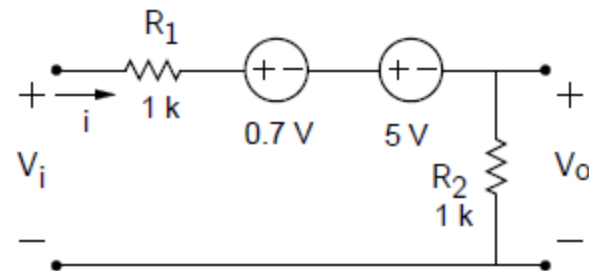 R1
+ i 1 k + − 0.7 V + − 5 V +
Vi R2 1 k Vo
− −